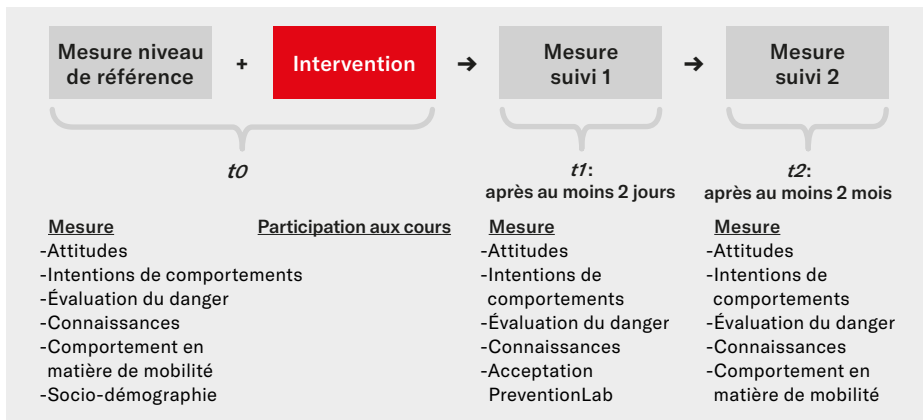 Mesure niveau
de référence
+
Intervention
➔
Mesure
suivi 1
➔
Mesure
suivi 2
t0
t1:
après au moins 2 jours
t2:
après au moins 2 mois
Mesure
-Attitudes
-Intentions de comportements
-Évaluation du danger
-Connaissances
-Comportement en
matière de mobilité
-Socio-démographie
Participation aux cours
Mesure
-Attitudes
-Intentions de
comportements
-Évaluation du danger
-Connaissances
-Acceptation
PreventionLab
Mesure
-Attitudes
-Intentions de
comportements
-Évaluation du danger
-Connaissances
-Comportement en
matière de mobilité